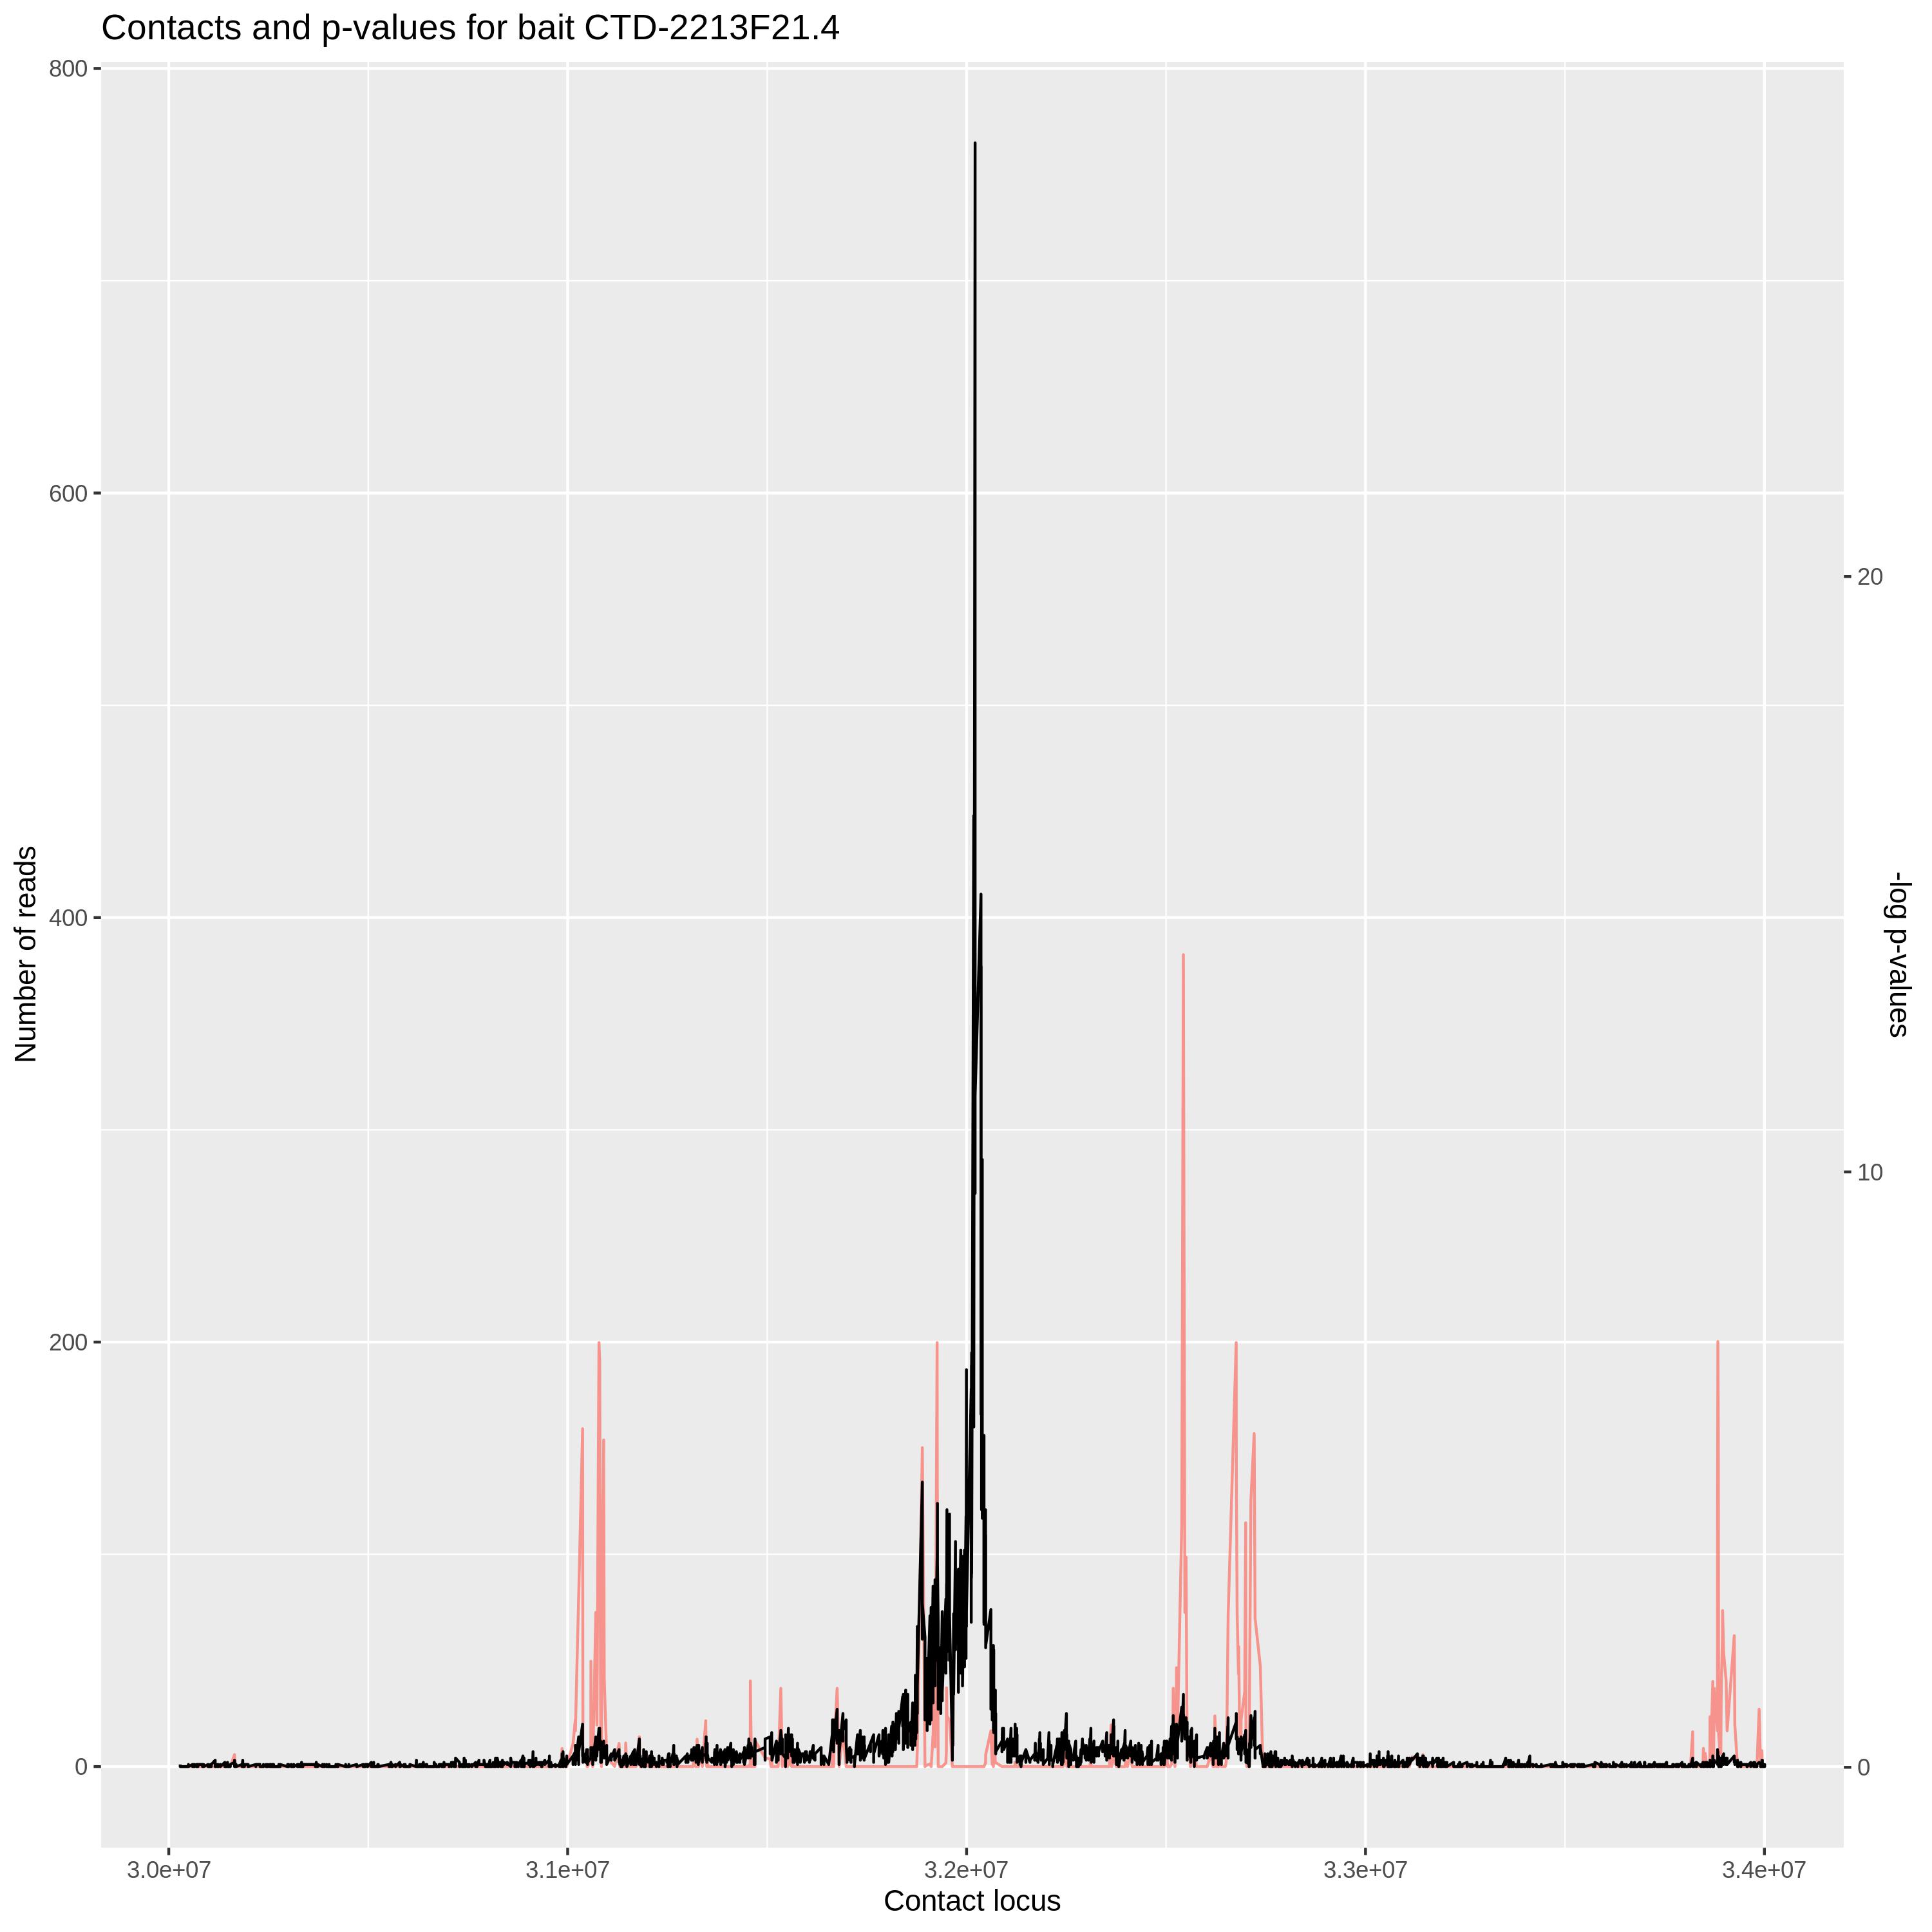 Contacts and p-values for bait CTD-2213F21.4
800
600
400
200
0
Number of reads
20
10
0
-log p-values
3.0e+07
3.1e+07
3.2e+07
3.3e+07
3.4e+07
Contact locus